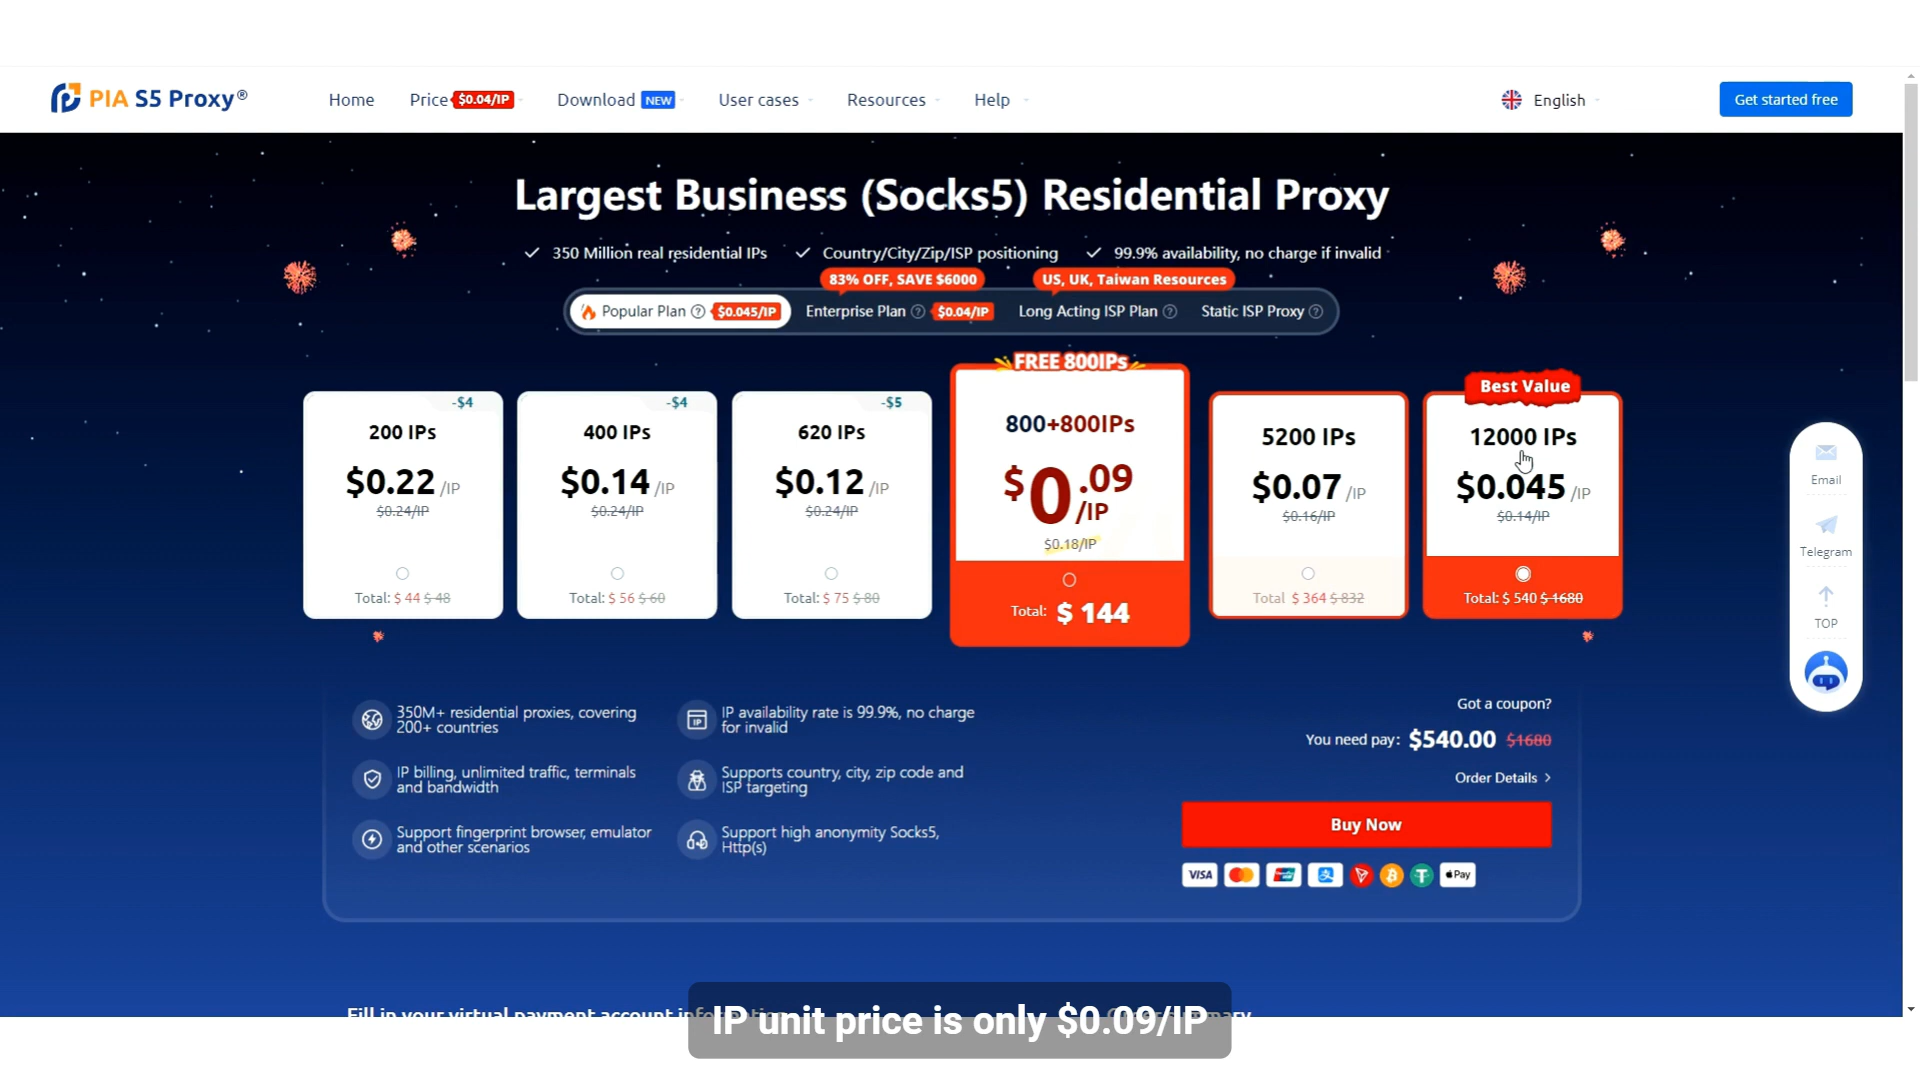 PIA S5 Proxy®
Home
Price $0.04/IP
Download NEW
User cases
Resources
Help
English
Get started free
Largest Business (Socks5) Residential Proxy
350 Million real residential IPs
Country/City/Zip/ISP positioning
99.9% availability, no charge if invalid
83% OFF, SAVE $6000
US, UK, Taiwan Resources
Popular Plan ? $0.045/IP
Enterprise Plan ? $0.04/IP
Long Acting ISP Plan ?
Static ISP Proxy ?
-$4
200 IPs
$0.22 /IP
$0.24/IP
Total: $ 44 $ 48
-$4
400 IPs
$0.14 /IP
$0.24/IP
Total: $ 56 $ 60
-$5
620 IPs
$0.12 /IP
$0.24/IP
Total: $ 75 $ 80
FREE 800IPs
800+800IPs
$0.09
/IP
$0.18/IP
Total: $ 144
5200 IPs
$0.07 /IP
$0.16/IP
Total $ 364 $ 832
Best Value
12000 IPs
$0.045 /IP
$0.14/IP
Total: $ 540 $ 1680
Email
Telegram
TOP
350M+ residential proxies, covering
200+ countries
IP
IP availability rate is 99.9%, no charge
for invalid
IP billing, unlimited traffic, terminals
and bandwidth
Supports country, city, zip code and
ISP targeting
Support fingerprint browser, emulator
and other scenarios
Support high anonymity Socks5,
Http(s)
Got a coupon?
You need pay: $540.00 $1680
Order Details
Buy Now
VISA
Pay
Fill in your virtual payment account
IP unit price is only $0.09/IP